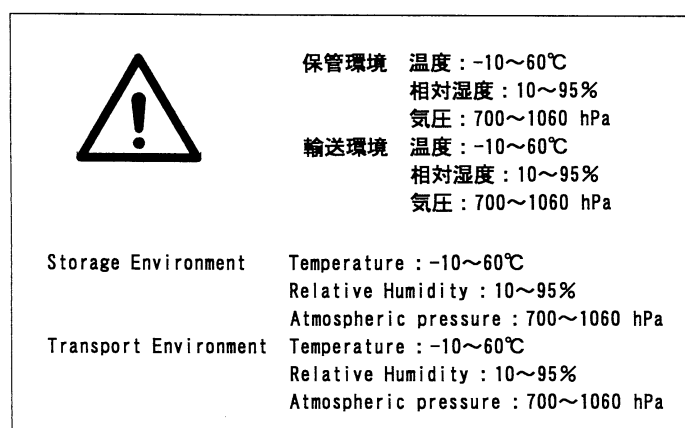 保管環境 温度：-10～60℃
相対湿度：10～95%
気圧：700～1060 hPa
輸送環境 温度：-10～60℃
相対湿度：10～95%
気圧：700～1060 hPa
Storage Environment Temperature：-10～60℃
Relative Humidity：10～95%
Atmospheric pressure：700～1060 hPa
Transport Environment Temperature：-10～60℃
Relative Humidity：10～95%
Atmospheric pressure：700～1060 hPa